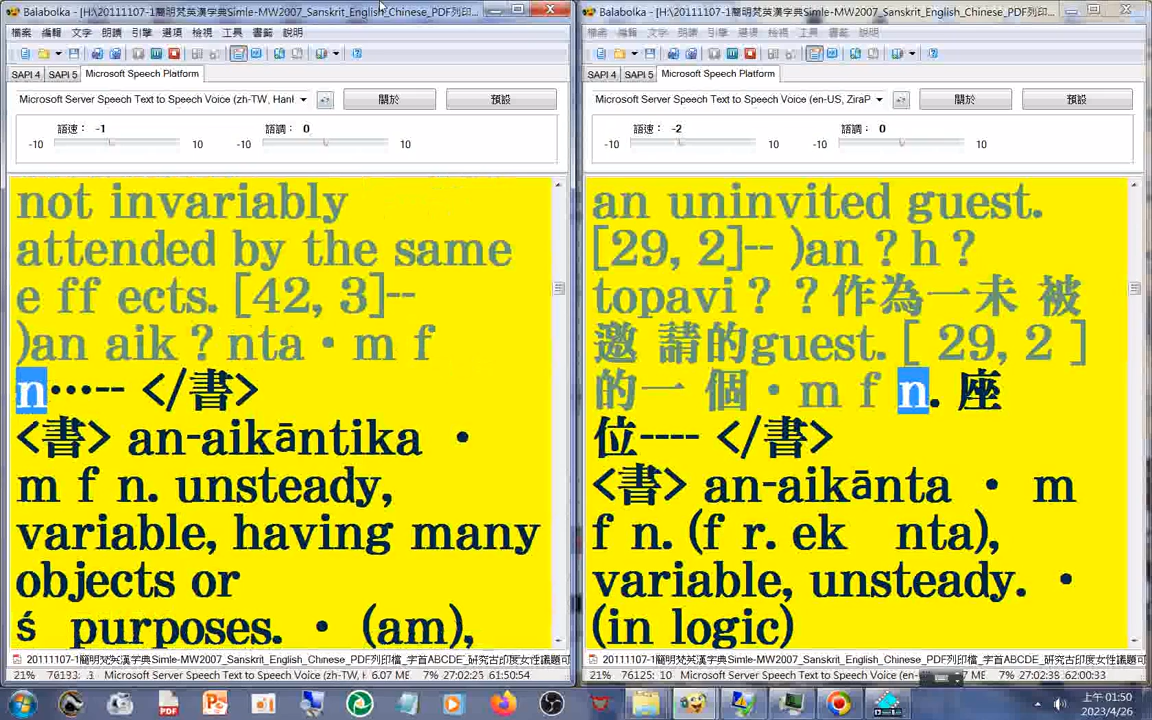 Balabolka - [H:\20111107-1簡明梵英漢字典Simle-MW2007_Sanskrit_English_Chinese_PDF列印...
檔案 編輯 文字 朗讀 引擎 選項 檢視 工具 書籤 說明
SAPI 4 SAPI 5 Microsoft Speech Platform
Microsoft Server Speech Text to Speech Voice (zh-TW, HanH 關於 預設
語速： -1 語調： 0
-10 10 -10 10
not invariably
attended by the same
e ff ects. [42, 3]--
)an aik ? nta • m f
n…-- </書>
<書> an-aikāntika •
m f n. unsteady,
variable, having many
objects or
ś purposes. • (am),
20111107-1簡明梵英漢字典Simle-MW2007_Sanskrit_English_Chinese_PDF列印檔_字首ABCDE_研究古印度女性議題可
21% 76193: 1 Microsoft Server Speech Text to Speech Voice (zh-TW, H 6.07 ME 7% 27:02:25 61:50:54
Balabolka - [H:\20111107-1簡明梵英漢字典Simle-MW2007_Sanskrit_English_Chinese_PDF列印...
檔案 編輯 文字 朗讀 引擎 選項 檢視 工具 書籤 說明
SAPI 4 SAPI 5 Microsoft Speech Platform
Microsoft Server Speech Text to Speech Voice (en-US, ZiraP 關於 預設
語速： -2 語調： 0
-10 10 -10 10
an uninvited guest.
[29, 2]-- )an ? h ?
topavi ? ? 作為一未 被
邀 請的guest. [ 29, 2 ]
的一 個 • m f n. 座
位---- </書>
<書> an-aikānta • m
f n. (f r. ek nta),
variable, unsteady. •
(in logic)
20111107-1簡明梵英漢字典Simle-MW2007_Sanskrit_English_Chinese_PDF列印檔_字首ABCDE_研究古印度女性議題可
21% 76125: 10 Microsoft Server Speech Text to Speech Voice (en-US, 7% 27:02:38 62:00:33
上午 01:50
2023/4/26